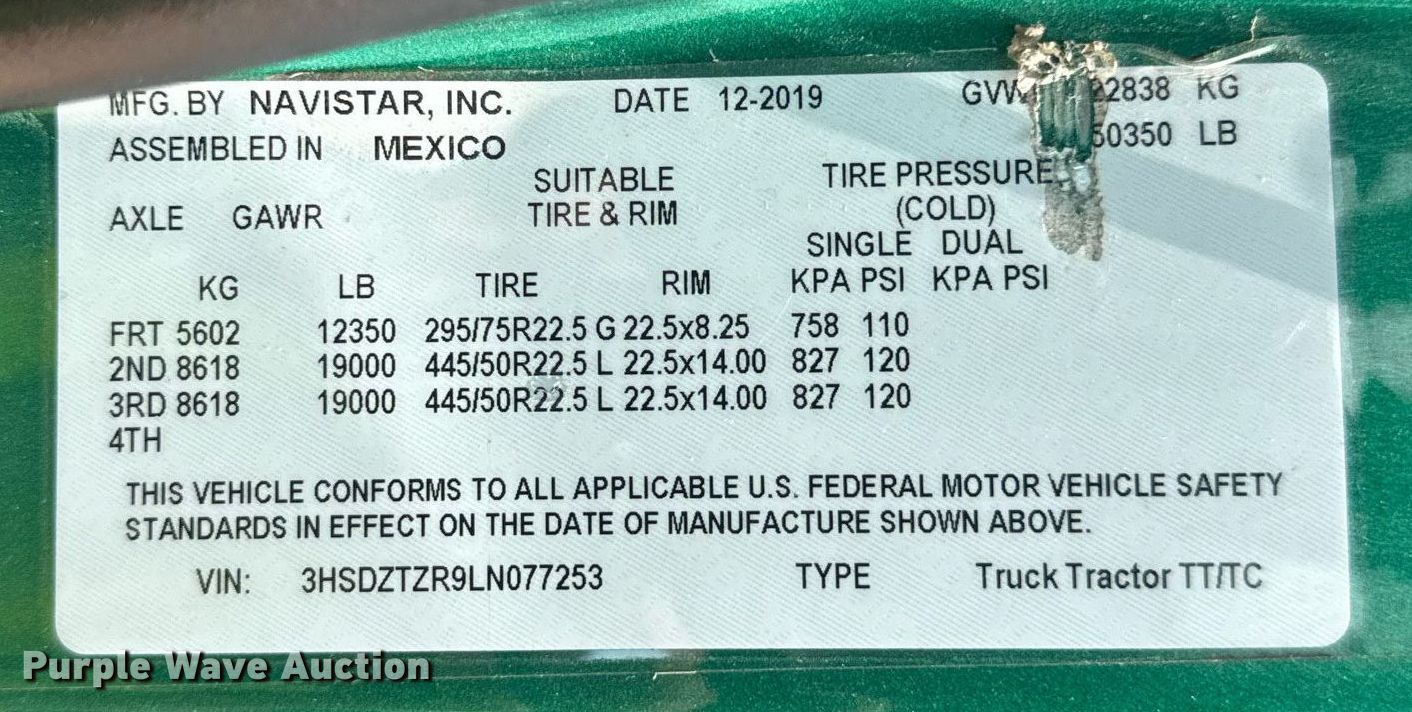 MFG. BY NAVISTAR, INC. DATE 12-2019 22838 KG
ASSEMBLED IN MEXICO 50350 LB
SUITABLE TIRE PRESSURE
AXLE GAWR TIRE & RIM (COLD)
SINGLE DUAL
KG LB TIRE RIM KPA PSI KPA PSI
FRT 5602 12350 295/75R22.5 G 22.5x8.25 758 110
2ND 8618 19000 445/50R22.5 L 22.5x14.00 827 120
3RD 8618 19000 445/50R22.5 L 22.5x14.00 827 120
4TH
THIS VEHICLE CONFORMS TO ALL APPLICABLE U.S. FEDERAL MOTOR VEHICLE SAFETY
STANDARDS IN EFFECT ON THE DATE OF MANUFACTURE SHOWN ABOVE.
VIN: 3HSDZTZR9LN077253 TYPE Truck Tractor TT/TC
Purple Wave Auction